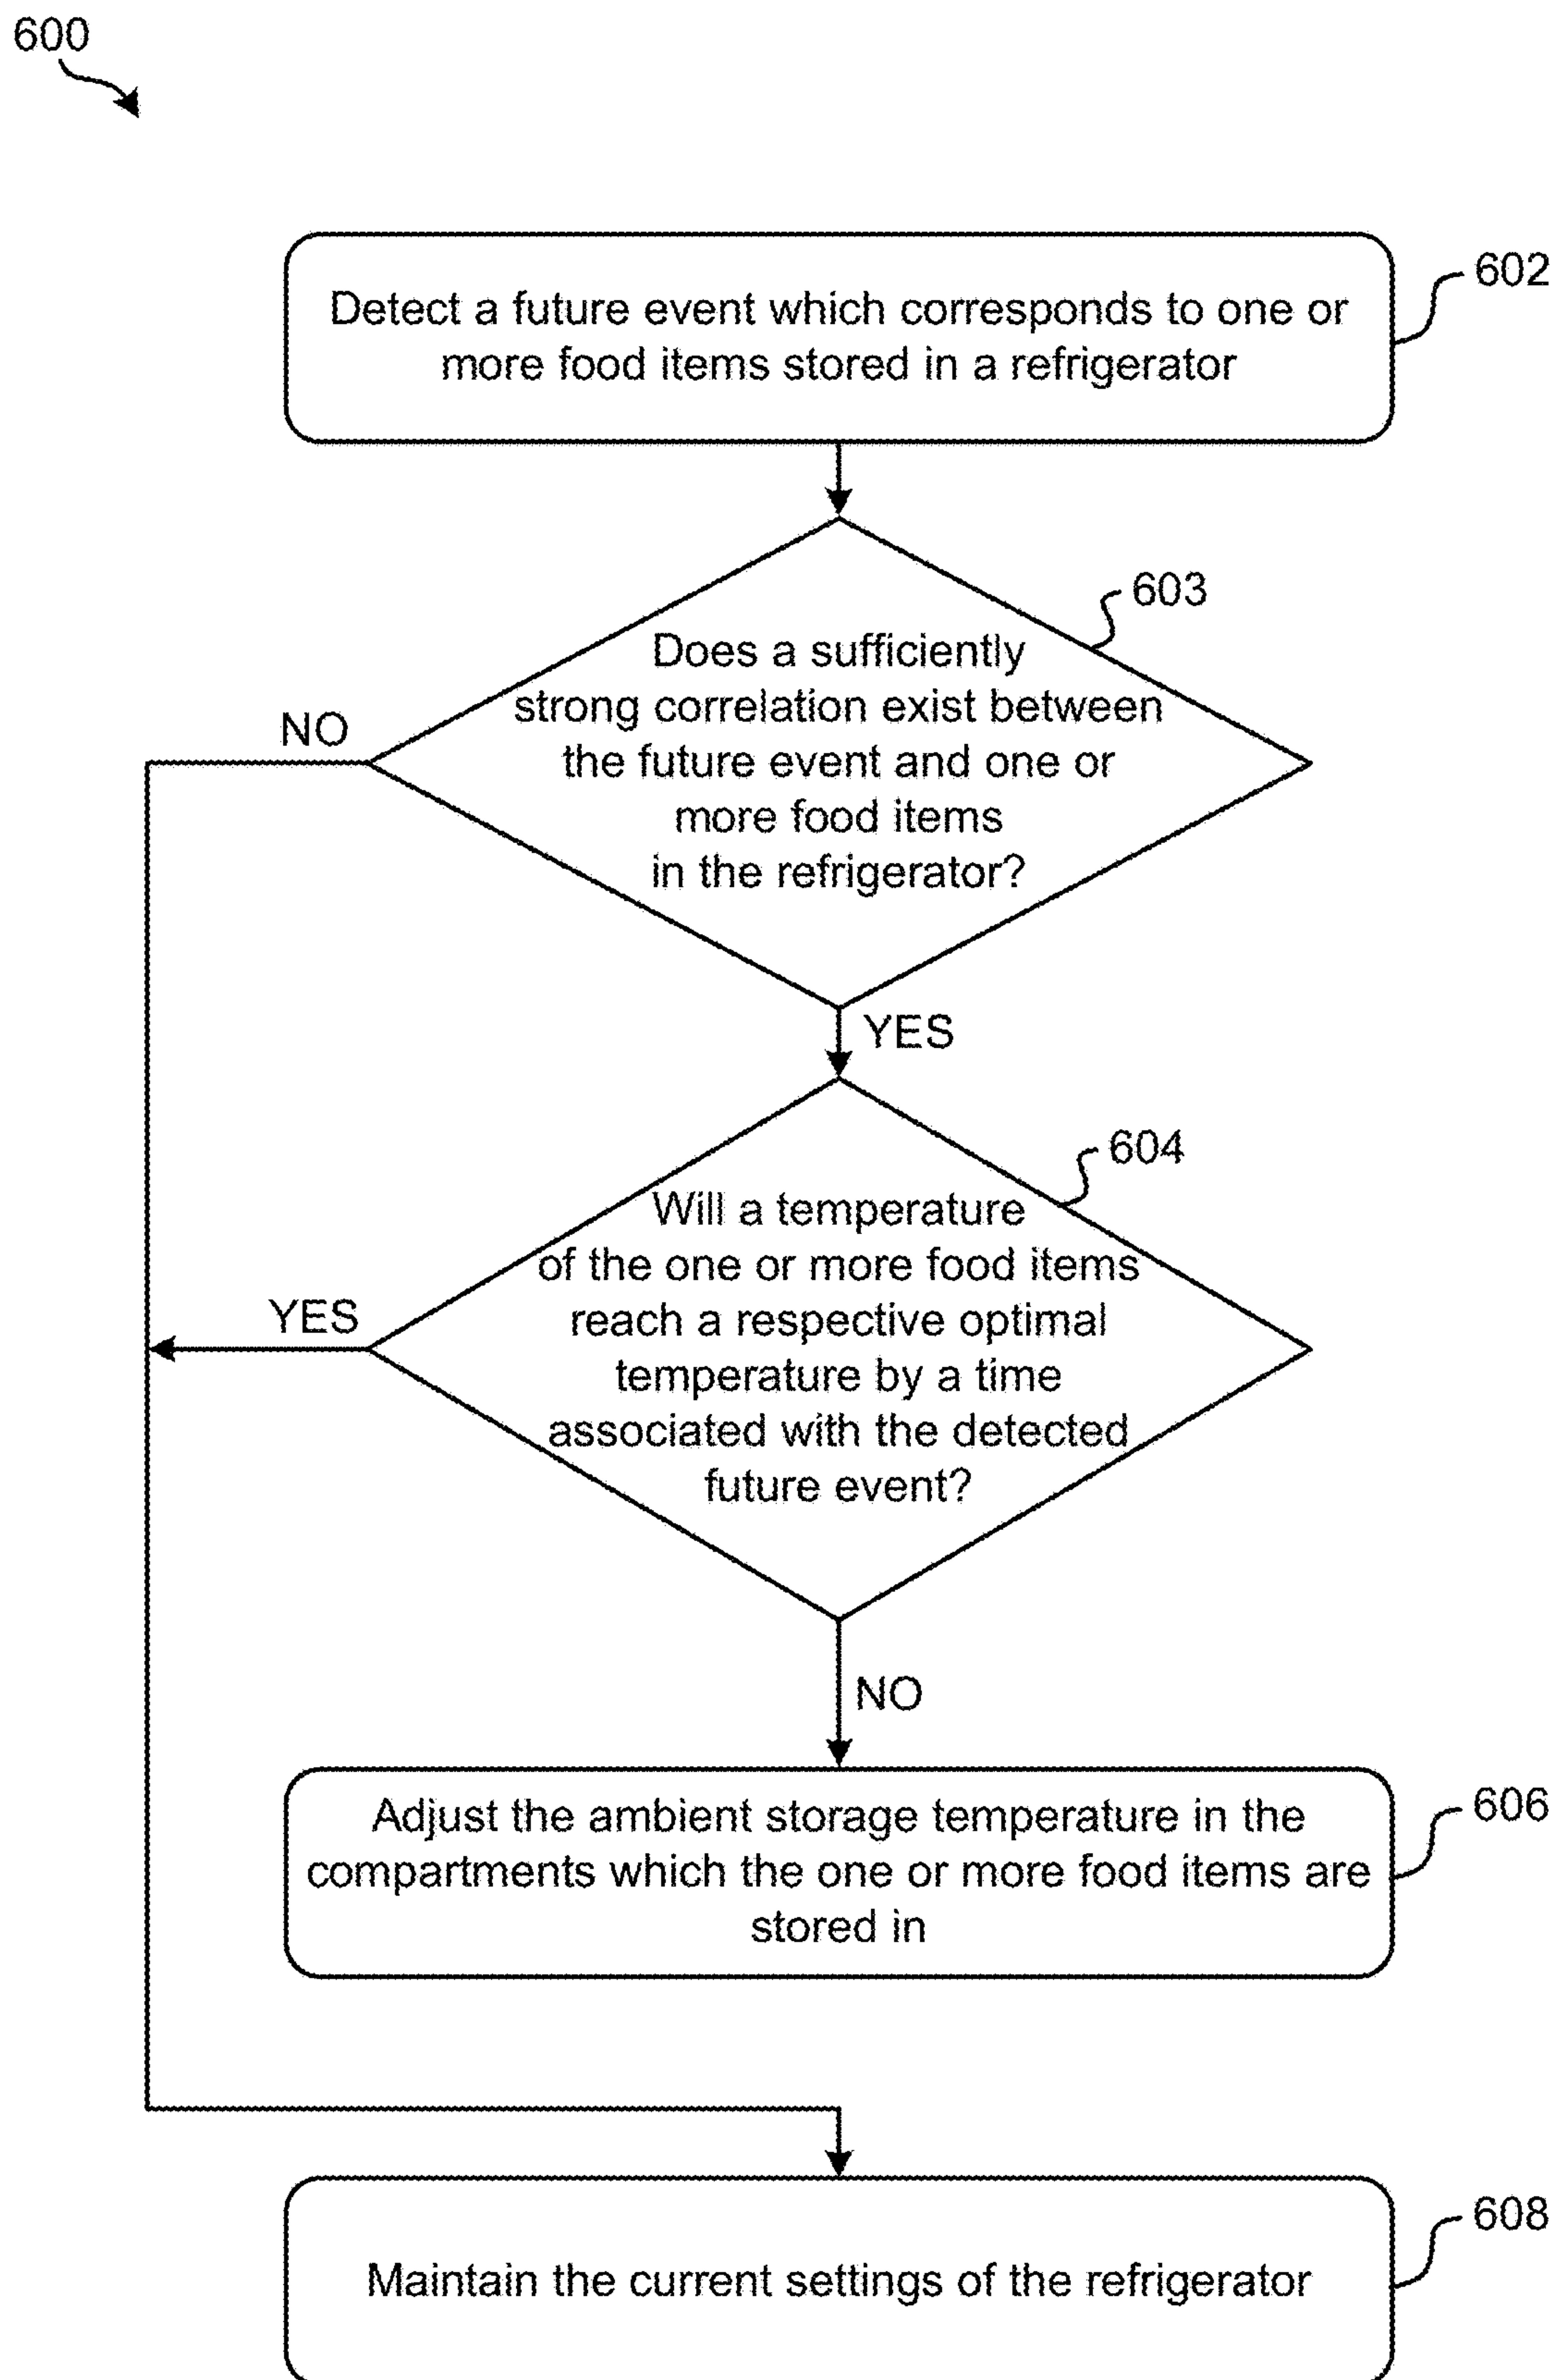 600
Detect a future event which corresponds to one or
more food items stored in a refrigerator
602
603
Does a sufficiently
strong correlation exist between
the future event and one or
more food items
in the refrigerator?
NO
YES
604
Will a temperature
of the one or more food items
reach a respective optimal
temperature by a time
associated with the detected
future event?
YES
NO
Adjust the ambient storage temperature in the
compartments which the one or more food items are
stored in
606
Maintain the current settings of the refrigerator
608